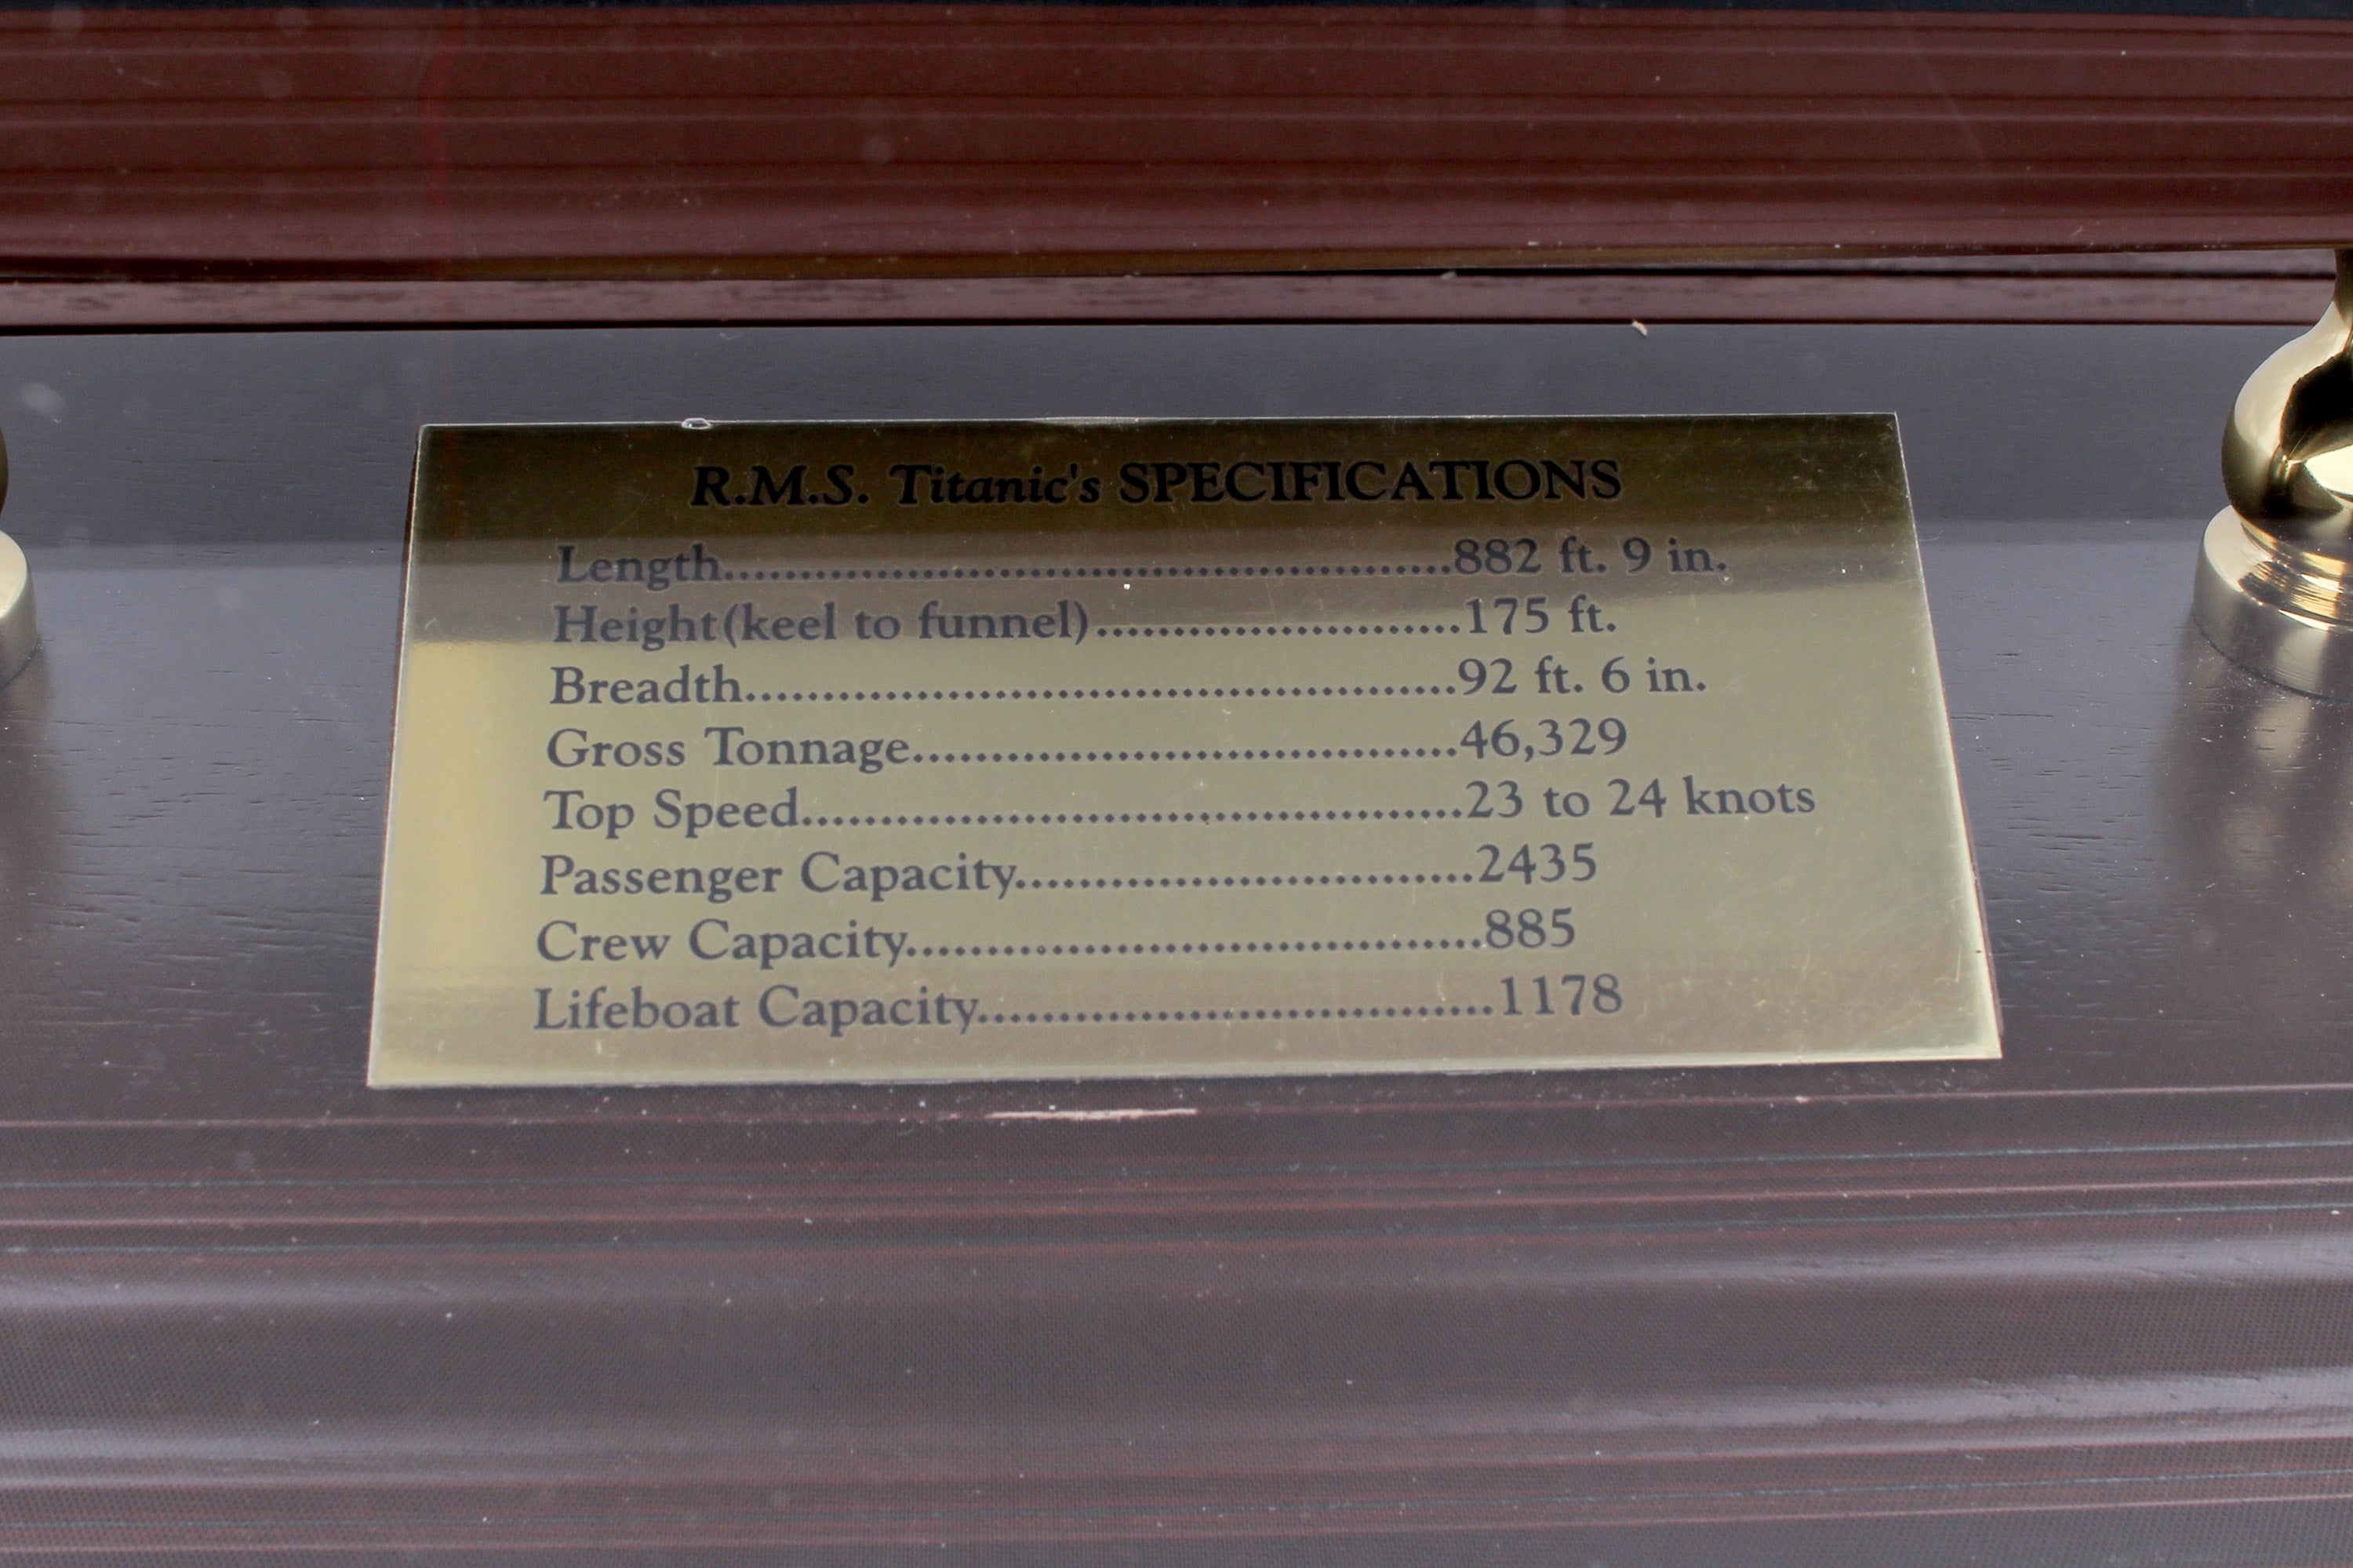 R.M.S. Titanic's SPECIFICATIONS
Length................................................882 ft. 9 in.
Height(keel to funnel)........................175 ft.
Breadth...............................................92 ft. 6 in.
Gross Tonnage....................................46,329
Top Speed...........................................23 to 24 knots
Passenger Capacity..............................2435
Crew Capacity.....................................885
Lifeboat Capacity.................................1178